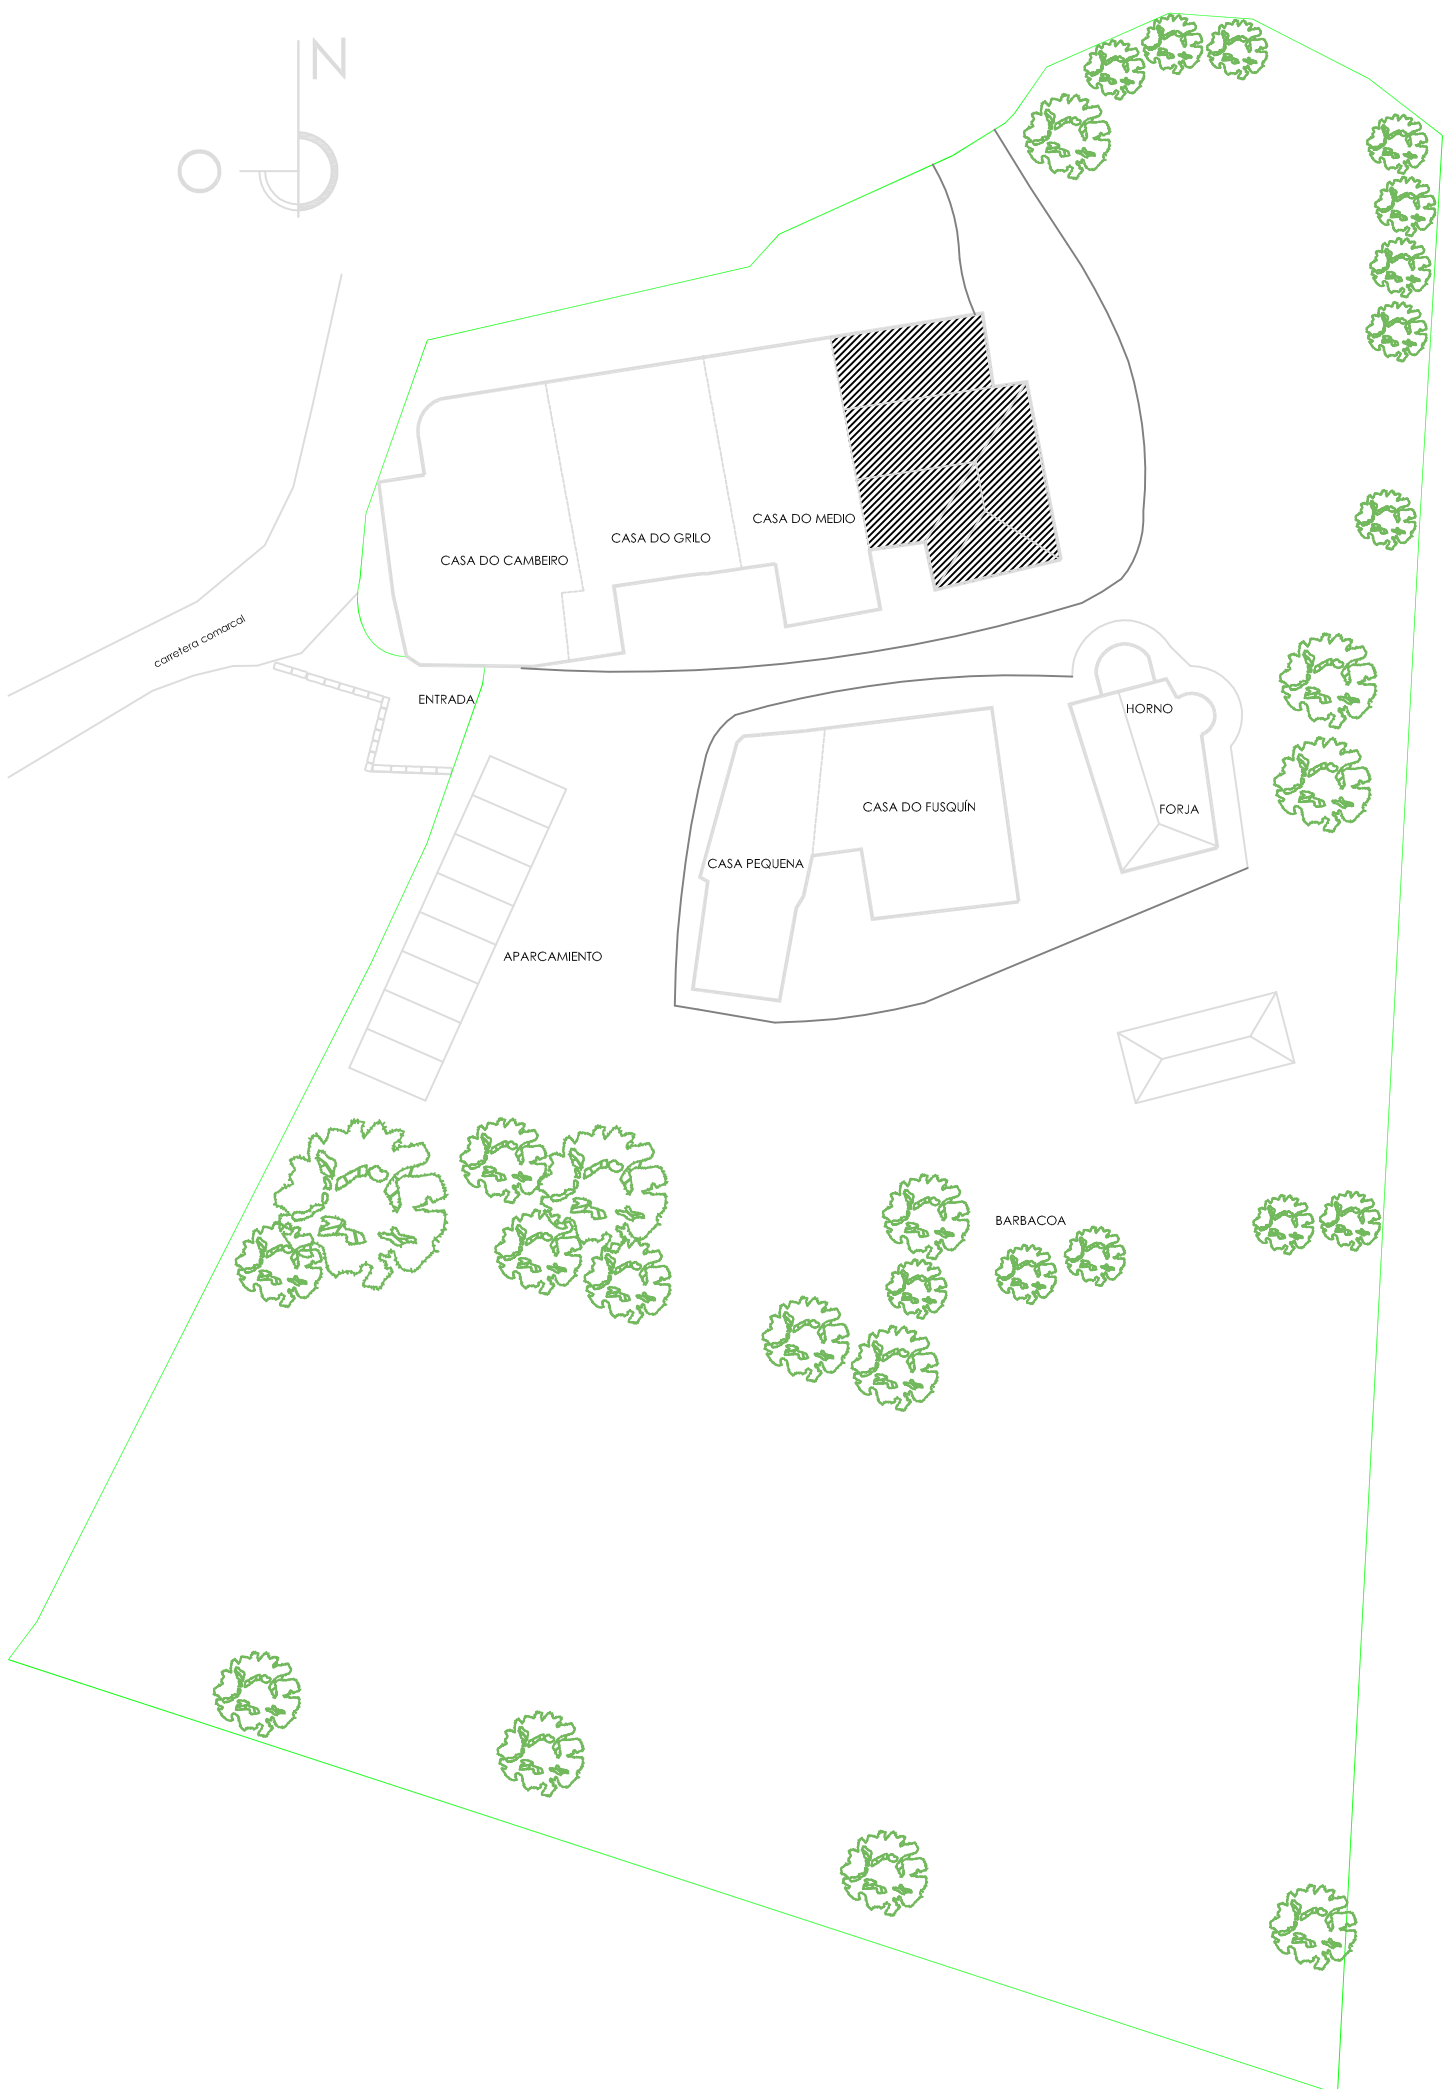 N
O
CASA DO MEDIO
CASA DO GRILO
CASA DO CAMBEIRO
carretera comarcal
ENTRADA
HORNO
CASA DO FUSQUÍN
FORJA
CASA PEQUENA
APARCAMIENTO
BARBACOA